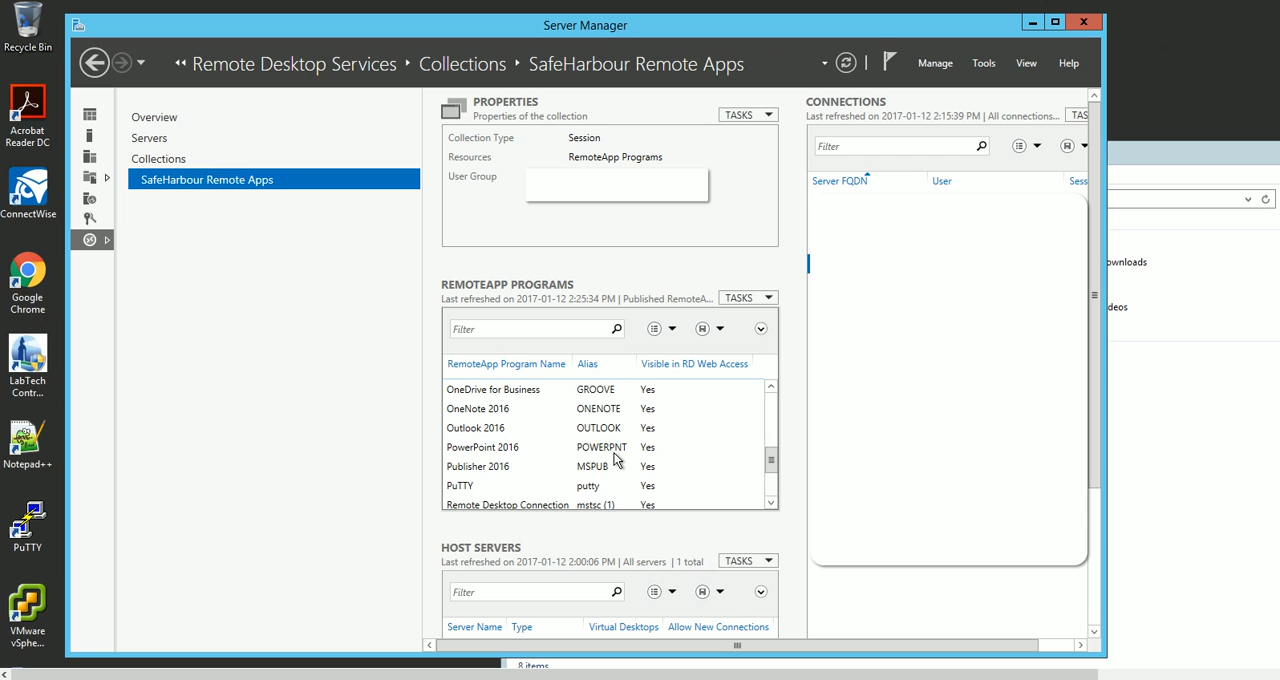 Recycle Bin
Acrobat
Reader DC
ConnectWise
Google
Chrome
LabTech
Contr...
Notepad++
PuTTY
VMware
vSphe...
Server Manager
Remote Desktop Services
Collections
SafeHarbour Remote Apps
Manage
Tools
View
Help
Overview
Servers
Collections
SafeHarbour Remote Apps
PROPERTIES
Properties of the collection
TASKS
Collection Type Session
Resources RemoteApp Programs
User Group
REMOTEAPP PROGRAMS
Last refreshed on 2017-01-12 2:25:34 PM | Published RemoteA...
TASKS
Filter
RemoteApp Program Name Alias Visible in RD Web Access
OneDrive for Business GROOVE Yes
OneNote 2016 ONENOTE Yes
Outlook 2016 OUTLOOK Yes
PowerPoint 2016 POWERPNT Yes
Publisher 2016 MSPUB Yes
PuTTY putty Yes
Remote Desktop Connection mstsc (1) Yes
HOST SERVERS
Last refreshed on 2017-01-12 2:00:06 PM | All servers | 1 total
TASKS
Filter
Server Name Type Virtual Desktops Allow New Connections
CONNECTIONS
Last refreshed on 2017-01-12 2:15:39 PM | All connections...
TAS
Filter
Server FQDN User Sess
ownloads
deos
8 items